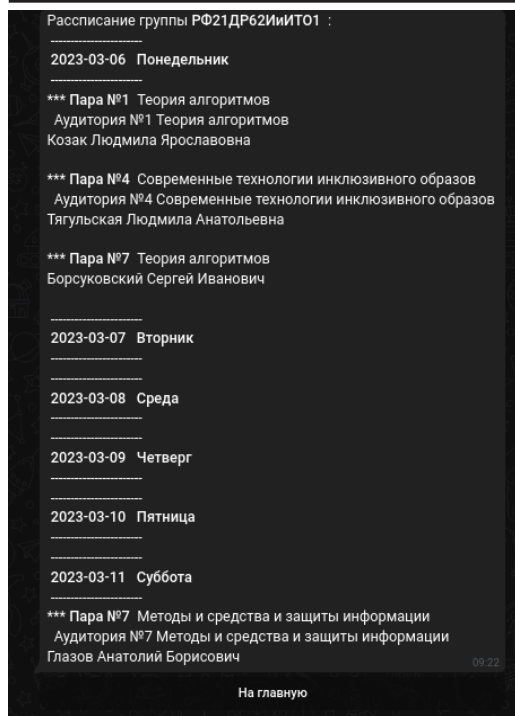 Рассписание группы РФ21ДР62ИиИТО1 :
-----------------------
2023-03-06 Понедельник
-----------------------
*** Пара №1 Теория алгоритмов
Аудитория №1 Теория алгоритмов
Козак Людмила Ярославовна
*** Пара №4 Современные технологии инклюзивного образов
Аудитория №4 Современные технологии инклюзивного образов
Тягульская Людмила Анатольевна
*** Пара №7 Теория алгоритмов
Борсуковский Сергей Иванович
-----------------------
2023-03-07 Вторник
-----------------------
-----------------------
2023-03-08 Среда
-----------------------
-----------------------
2023-03-09 Четверг
-----------------------
-----------------------
2023-03-10 Пятница
-----------------------
-----------------------
2023-03-11 Суббота
-----------------------
*** Пара №7 Методы и средства и защиты информации
Аудитория №7 Методы и средства и защиты информации
Глазов Анатолий Борисович
09:22
На главную